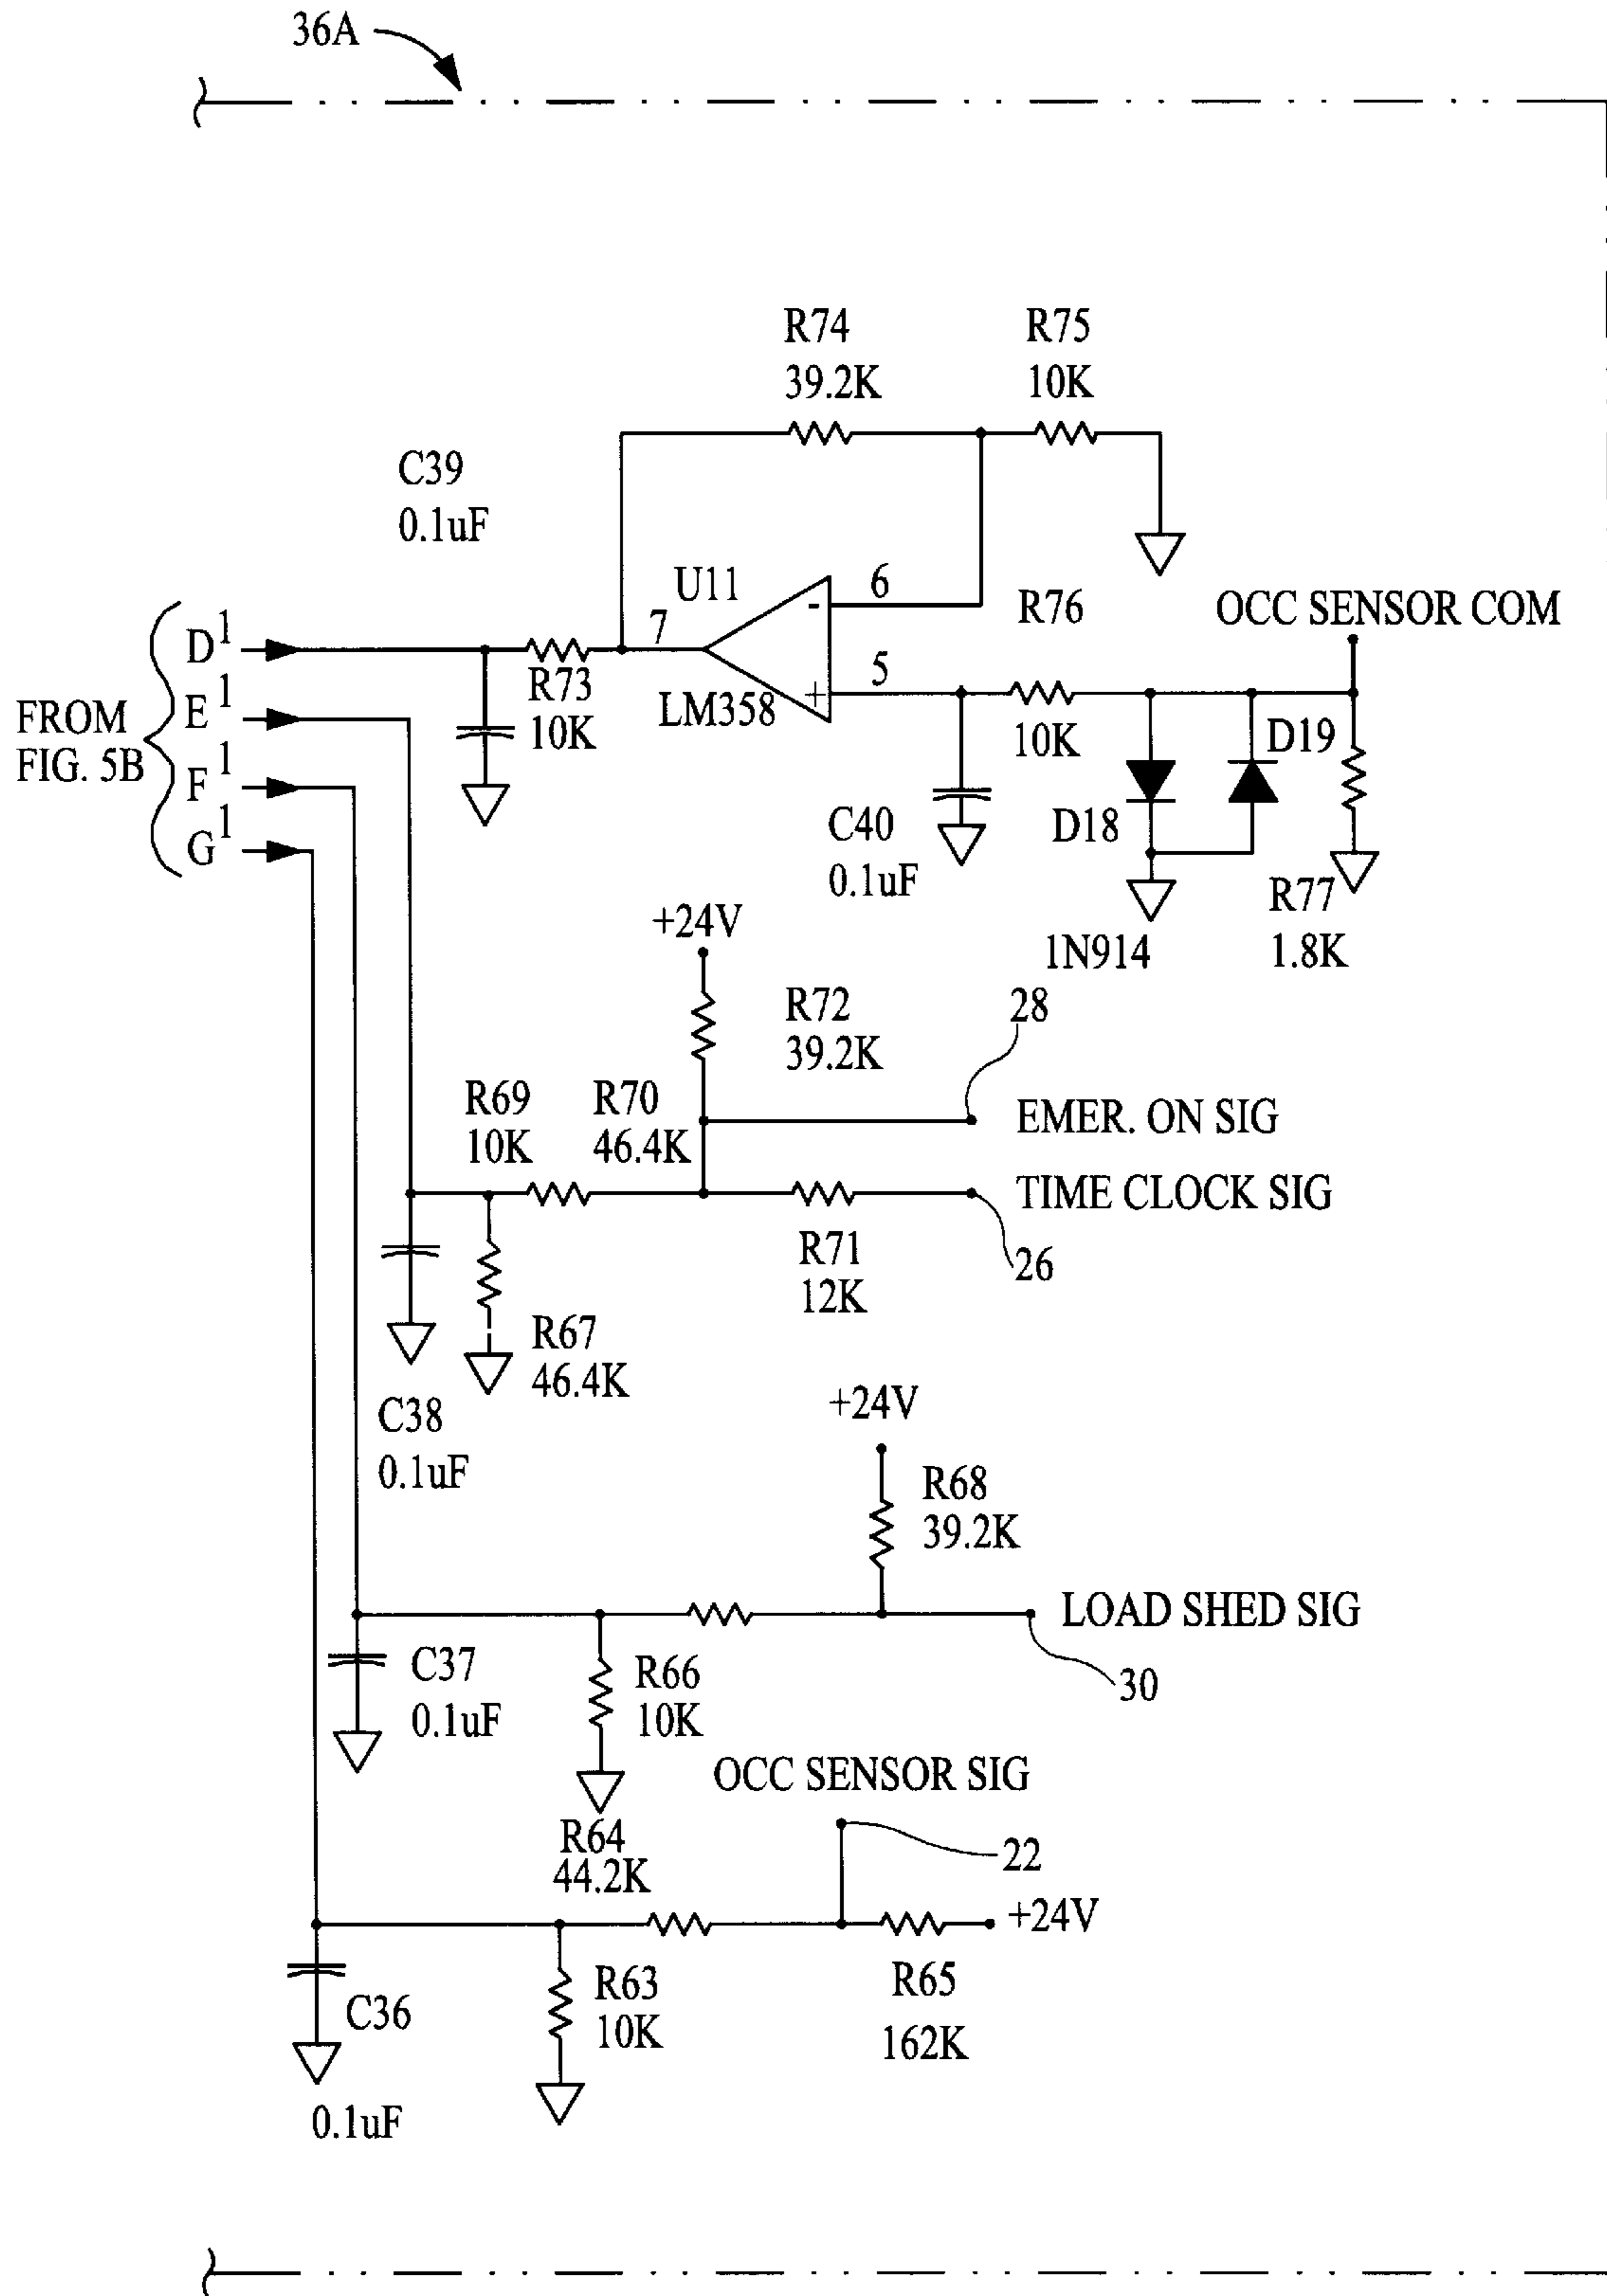 36A
R74
39.2K
R75
10K
C39
0.1uF
U11
6
7
5
-
+
LM358
R76
10K
OCC SENSOR COM
FROM
FIG. 5B
D1
E1
F1
G1
R73
10K
C40
0.1uF
D18
D19
1N914
R77
1.8K
+24V
R72
39.2K
28
R69
10K
R70
46.4K
EMER. ON SIG
TIME CLOCK SIG
R71
12K
26
R67
46.4K
C38
0.1uF
+24V
R68
39.2K
LOAD SHED SIG
30
C37
0.1uF
R66
10K
OCC SENSOR SIG
R64
44.2K
22
+24V
R65
162K
R63
10K
C36
0.1uF